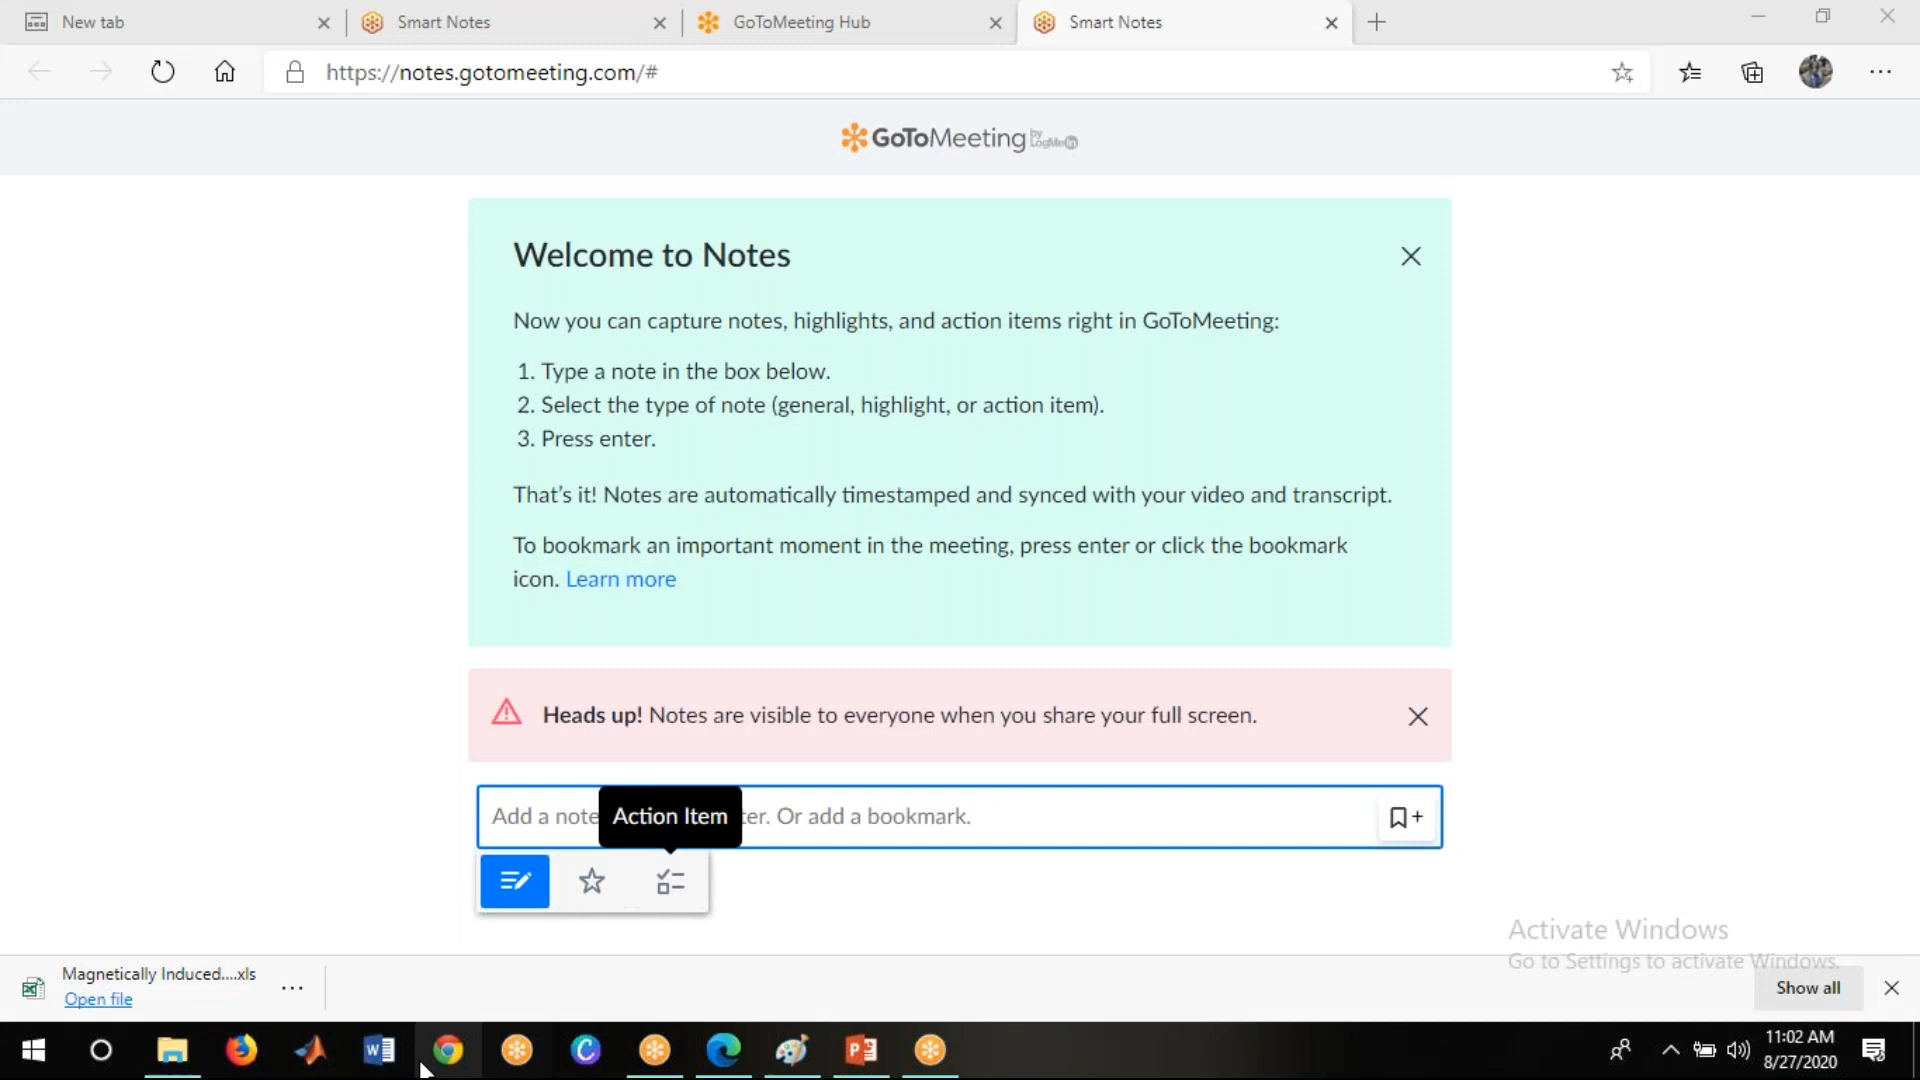 New tab
Smart Notes
GoToMeeting Hub
Smart Notes
https://notes.gotomeeting.com/#
GoToMeeting by LogMeIn
Welcome to Notes
Now you can capture notes, highlights, and action items right in GoToMeeting:
1. Type a note in the box below.
2. Select the type of note (general, highlight, or action item).
3. Press enter.
That's it! Notes are automatically timestamped and synced with your video and transcript.
To bookmark an important moment in the meeting, press enter or click the bookmark
icon. Learn more
Heads up! Notes are visible to everyone when you share your full screen.
Add a note
Action Item
ter. Or add a bookmark.
Activate Windows
Go to Settings to activate Windows.
Magnetically Induced....xls
Open file
Show all
11:02 AM
8/27/2020